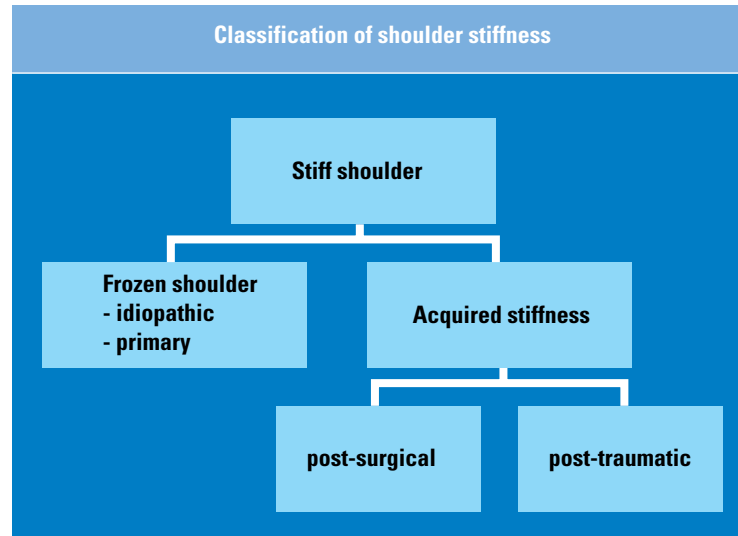 Classification of shoulder stiffness
Stiff shoulder
Frozen shoulder
- idiopathic
- primary
Acquired stiffness
post-surgical
post-traumatic